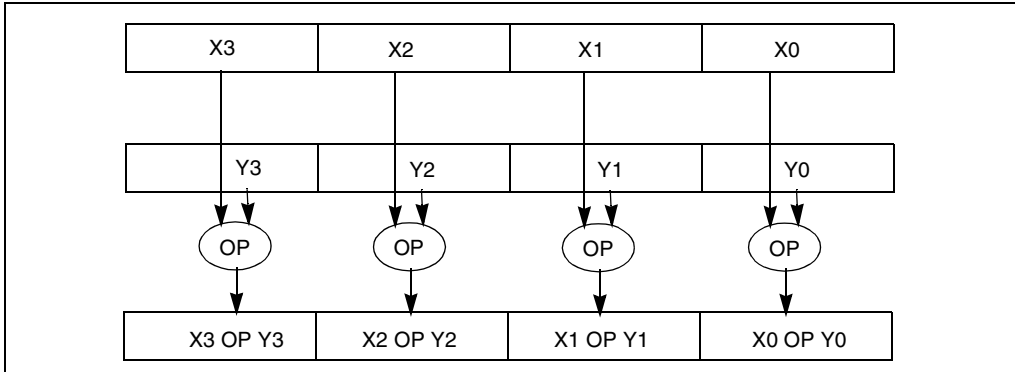 X3 X2 X1 X0
Y3 Y2 Y1 Y0
OP OP OP OP
X3 OP Y3 X2 OP Y2 X1 OP Y1 X0 OP Y0